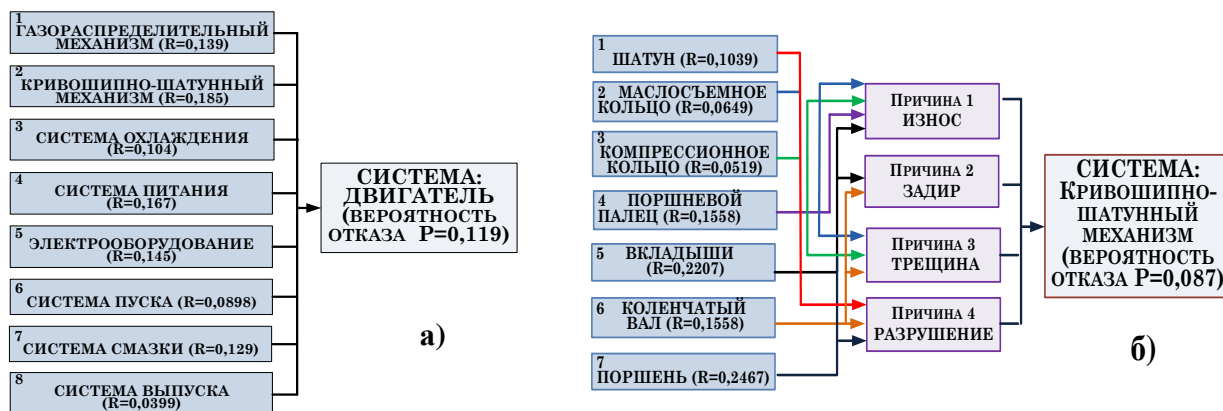 1
ГАЗОРАСПРЕДЕЛИТЕЛЬНЫЙ
МЕХАНИЗМ (R=0,139)
2
КРИВОШИПНО-ШАТУННЫЙ
МЕХАНИЗМ (R=0,185)
3
СИСТЕМА ОХЛАЖДЕНИЯ
(R=0,104)
4
СИСТЕМА ПИТАНИЯ
(R=0,167)
5
ЭЛЕКТРООБОРУДОВАНИЕ
(R=0,145)
6
СИСТЕМА ПУСКА (R=0,0898)
7
СИСТЕМА СМАЗКИ (R=0,129)
8
СИСТЕМА ВЫПУСКА
(R=0,0399)
СИСТЕМА:
ДВИГАТЕЛЬ
(ВЕРОЯТНОСТЬ
ОТКАЗА P=0,119)
а)
1
ШАТУН (R=0,1039)
2 МАСЛОСЪЕМНОЕ
КОЛЬЦО (R=0,0649)
3
КОМПРЕССИОННОЕ
КОЛЬЦО (R=0,0519)
4 ПОРШНЕВОЙ
ПАЛЕЦ (R=0,1558)
5 ВКЛАДЫШИ
(R=0,2207)
6 КОЛЕНЧАТЫЙ
ВАЛ (R=0,1558)
7
ПОРШЕНЬ (R=0,2467)
ПРИЧИНА 1
ИЗНОС
ПРИЧИНА 2
ЗАДИР
ПРИЧИНА 3
ТРЕЩИНА
ПРИЧИНА 4
РАЗРУШЕНИЕ
СИСТЕМА:
КРИВОШИПНО-
ШАТУННЫЙ
МЕХАНИЗМ
(ВЕРОЯТНОСТЬ
ОТКАЗА P=0,087)
б)